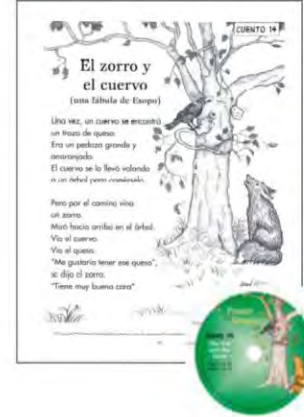 CUENTO 14
El zorro y
el cuervo
(una fábula de Esopo)
Una vez, un cuervo se encontró
un trozo de queso.
Era un pedazo grande y
anaranjado.
El cuervo se lo llevó volando
a un árbol para comérselo.
Pero por el camino vino
un zorro.
Miró hacia arriba en el árbol.
Vio el cuervo.
Vio el queso.
"Me gustaría tener ese queso",
se dijo el zorro.
"Tiene muy buena cara"